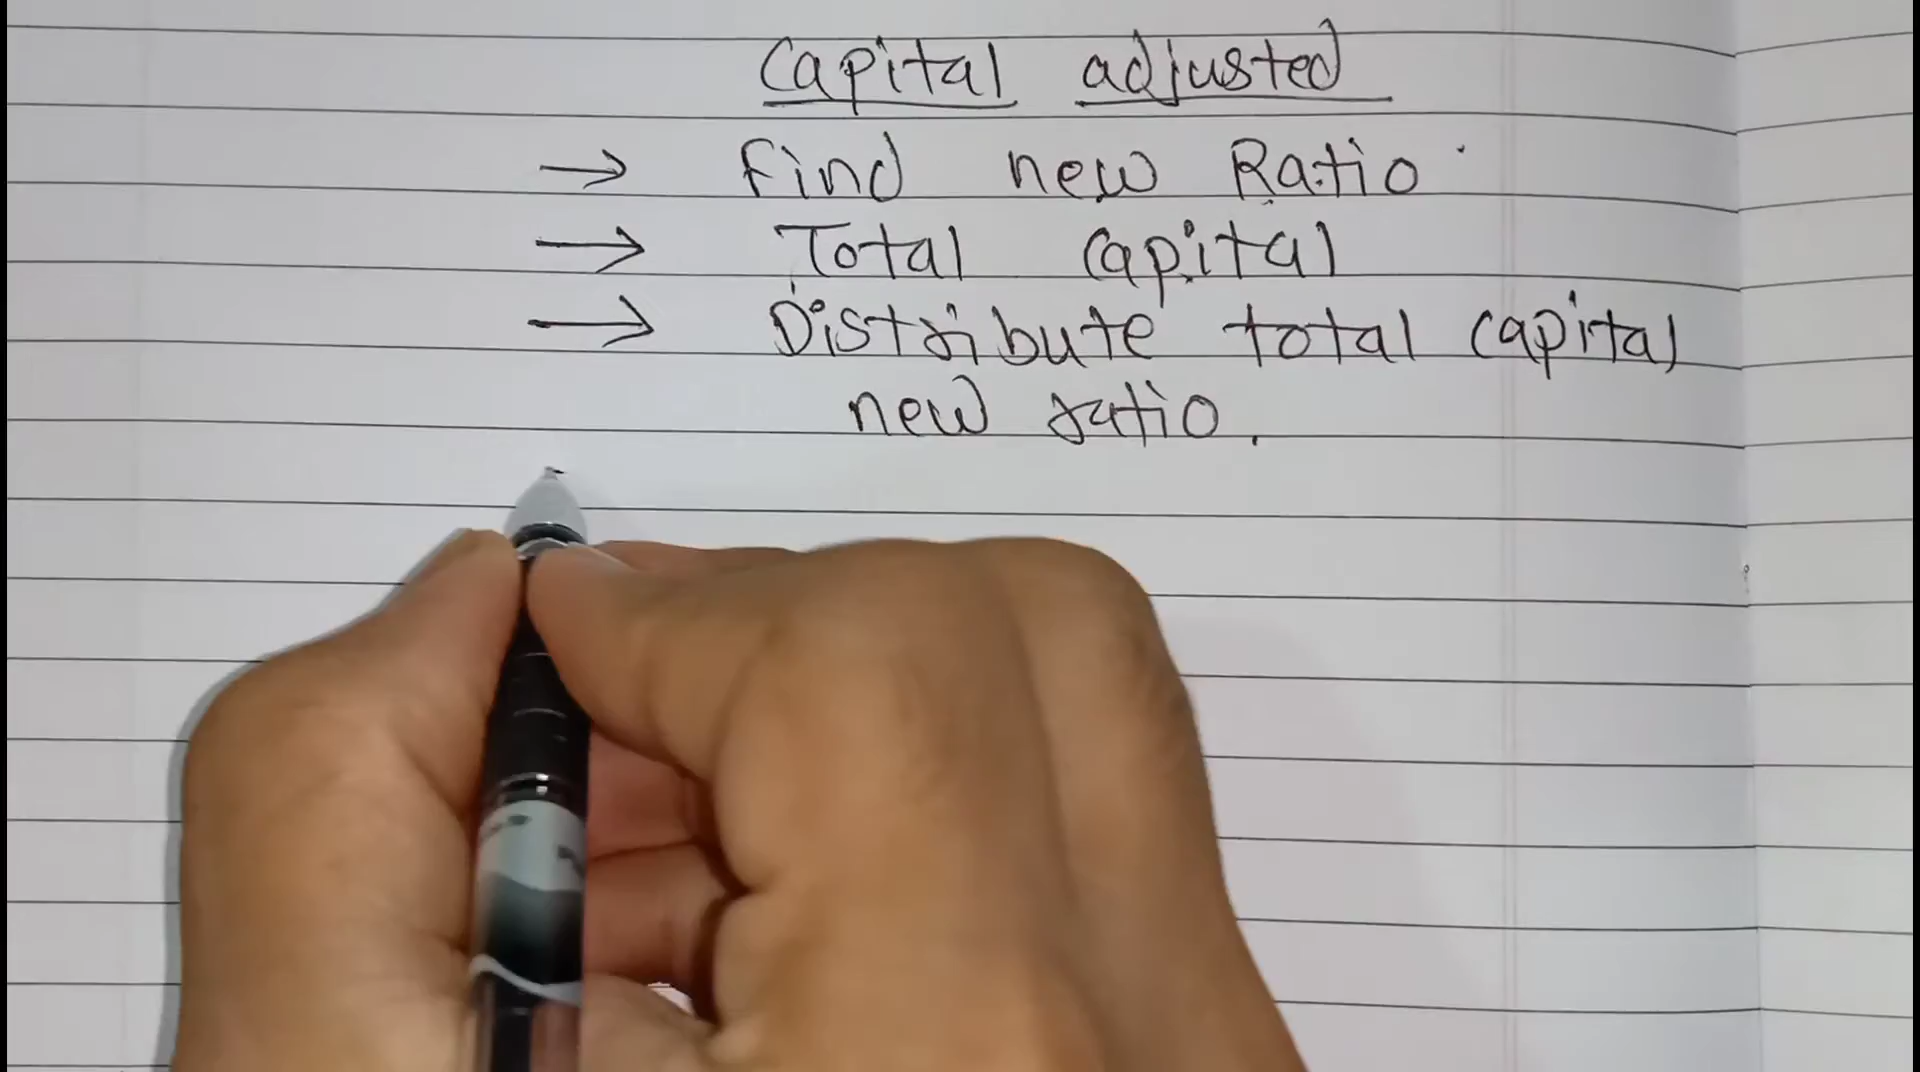 Capital adjusted
→ Find new Ratio
→ Total Capital
→ Distribute total capital
new ratio.